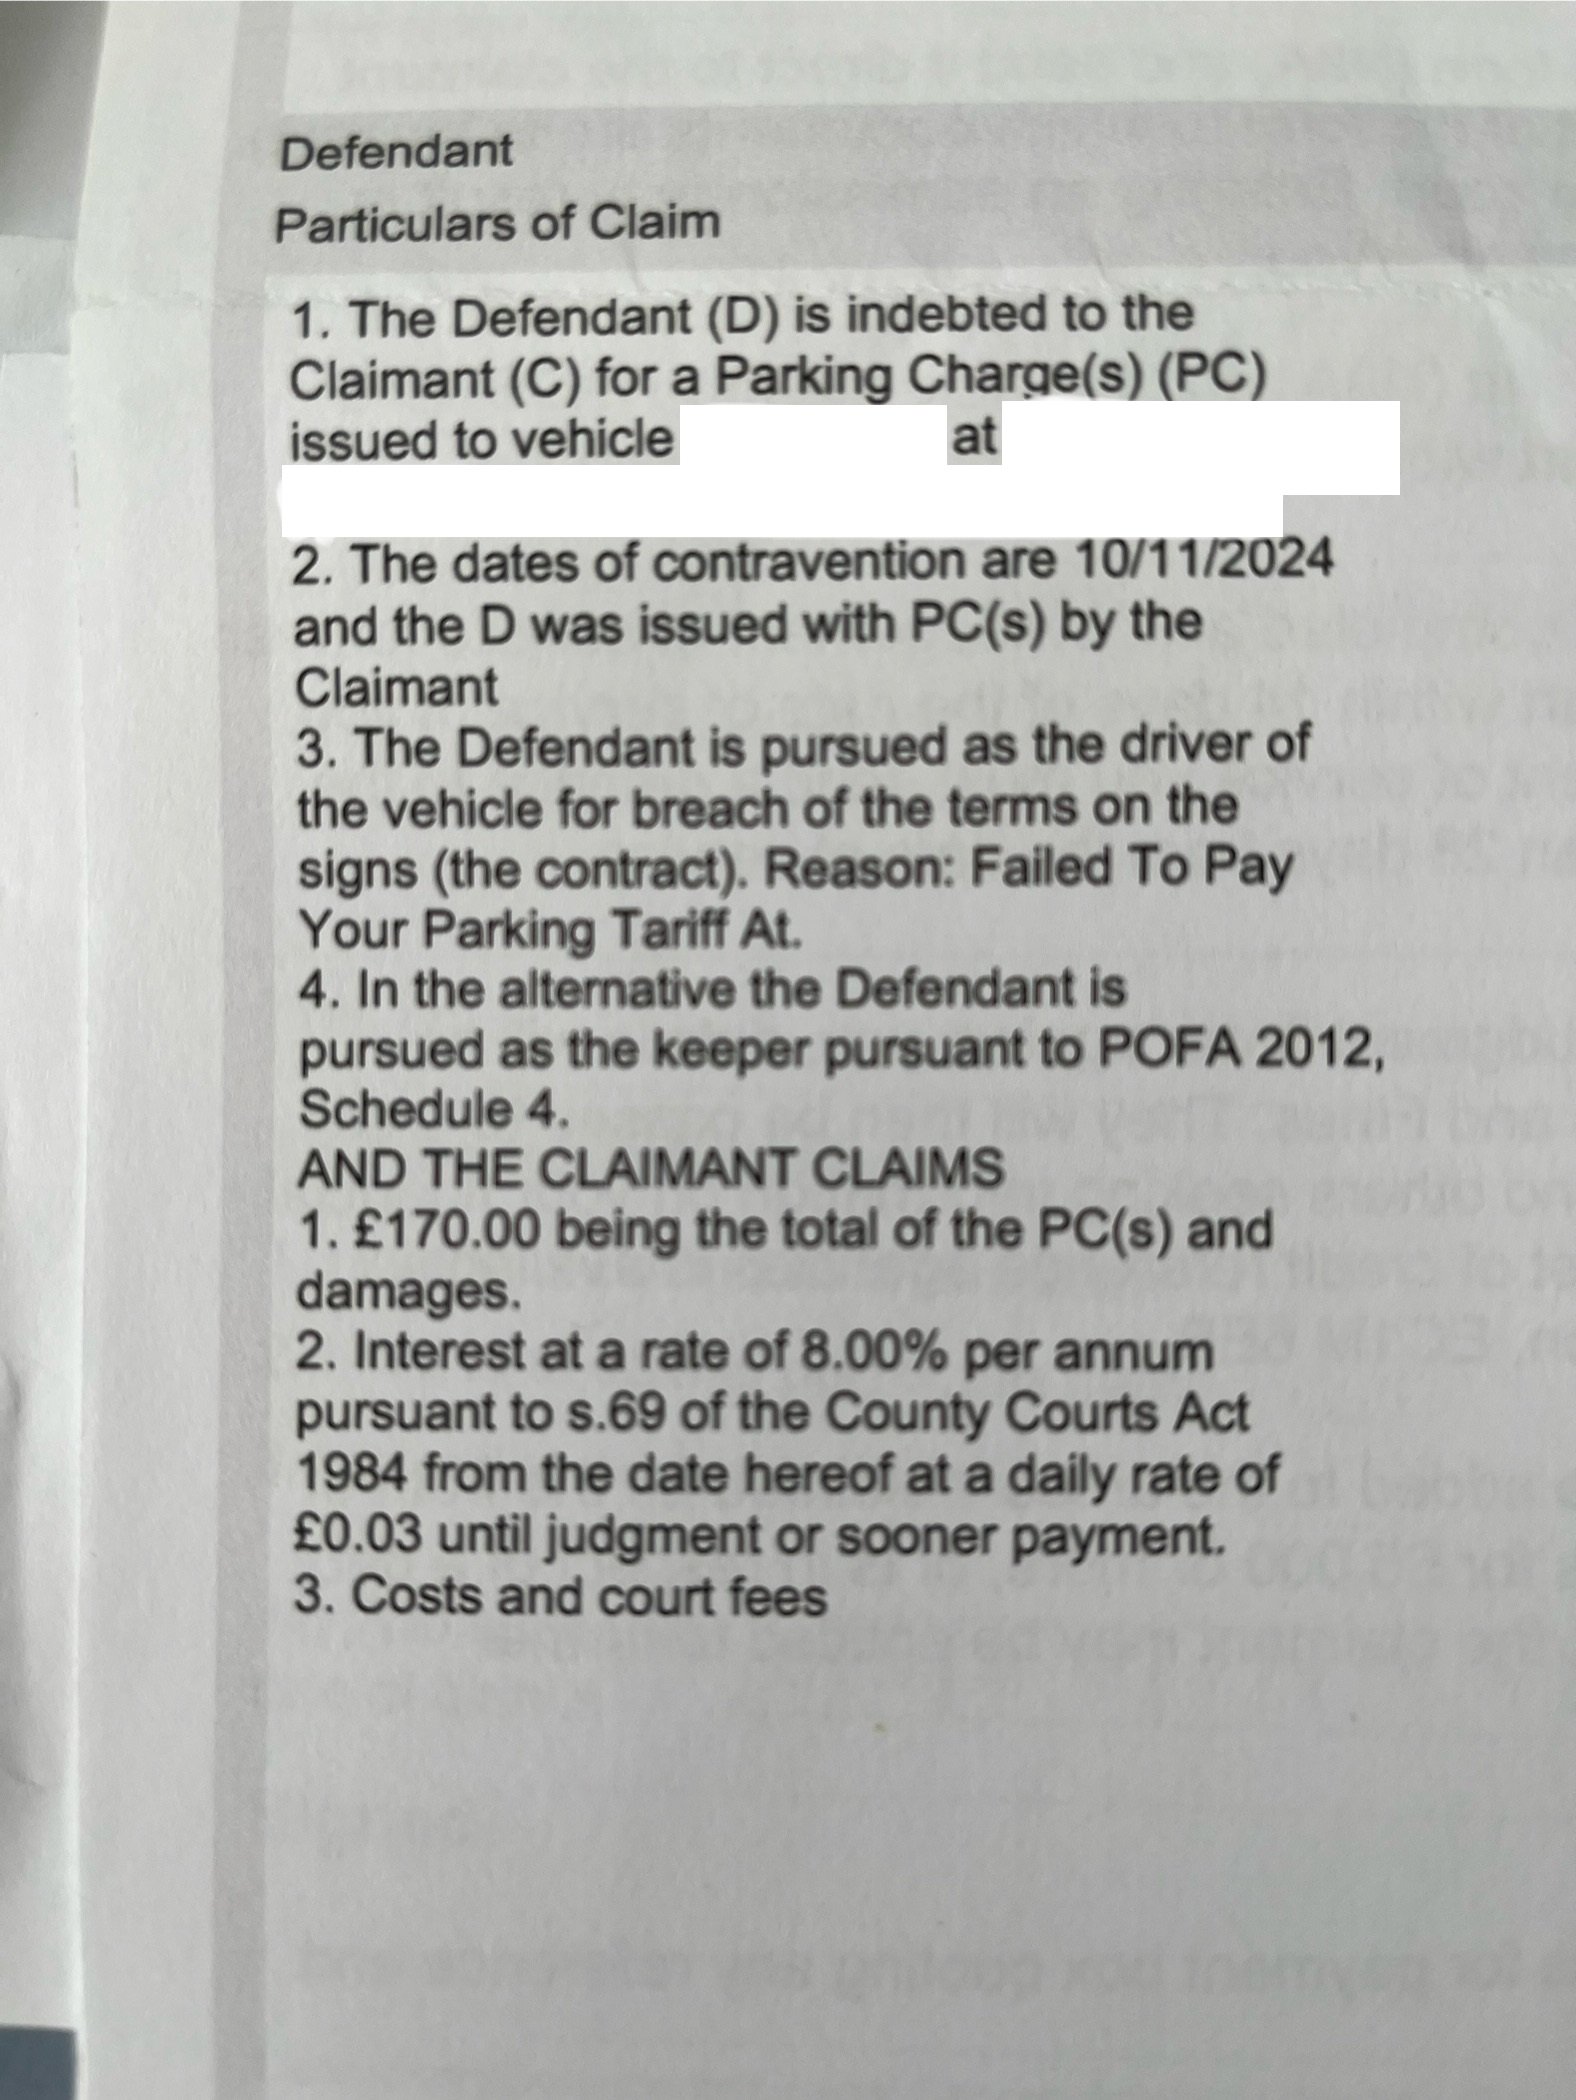 Defendant
Particulars of Claim
1. The Defendant (D) is indebted to the
Claimant (C) for a Parking Charge(s) (PC)
issued to vehicle at
2. The dates of contravention are 10/11/2024
and the D was issued with PC(s) by the
Claimant
3. The Defendant is pursued as the driver of
the vehicle for breach of the terms on the
signs (the contract). Reason: Failed To Pay
Your Parking Tariff At.
4. In the alternative the Defendant is
pursued as the keeper pursuant to POFA 2012,
Schedule 4.
AND THE CLAIMANT CLAIMS
1. £170.00 being the total of the PC(s) and
damages.
2. Interest at a rate of 8.00% per annum
pursuant to s.69 of the County Courts Act
1984 from the date hereof at a daily rate of
£0.03 until judgment or sooner payment.
3. Costs and court fees